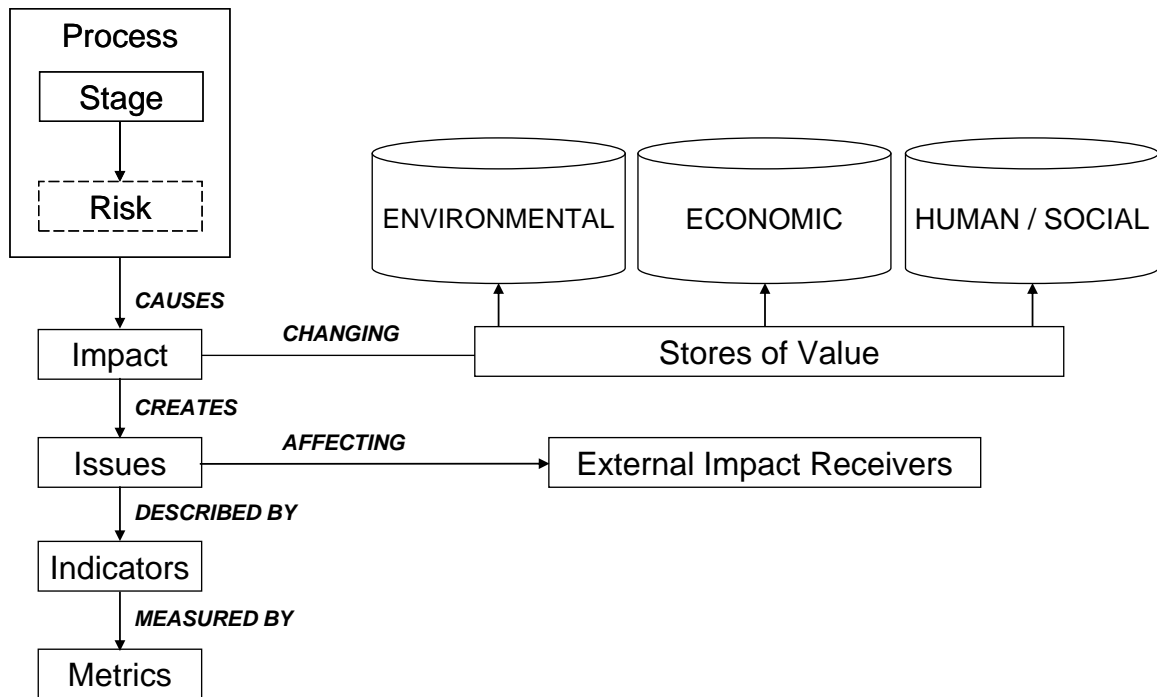 Process
Stage
Risk
ENVIRONMENTAL
ECONOMIC
HUMAN / SOCIAL
CAUSES
Impact
CHANGING
Stores of Value
CREATES
Issues
AFFECTING
External Impact Receivers
DESCRIBED BY
Indicators
MEASURED BY
Metrics